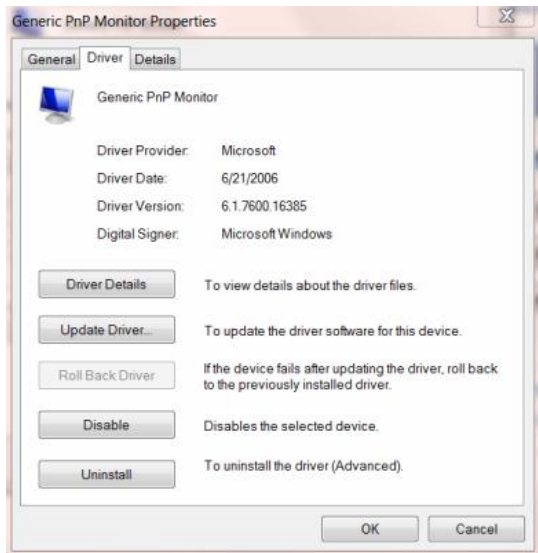 Generic PnP Monitor Properties
General Driver Details
Generic PnP Monitor
Driver Provider: Microsoft
Driver Date: 6/21/2006
Driver Version: 6.1.7600.16385
Digital Signer: Microsoft Windows
Driver Details To view details about the driver files.
Update Driver... To update the driver software for this device.
Roll Back Driver If the device fails after updating the driver, roll back
to the previously installed driver.
Disable Disables the selected device.
Uninstall To uninstall the driver (Advanced).
OK Cancel